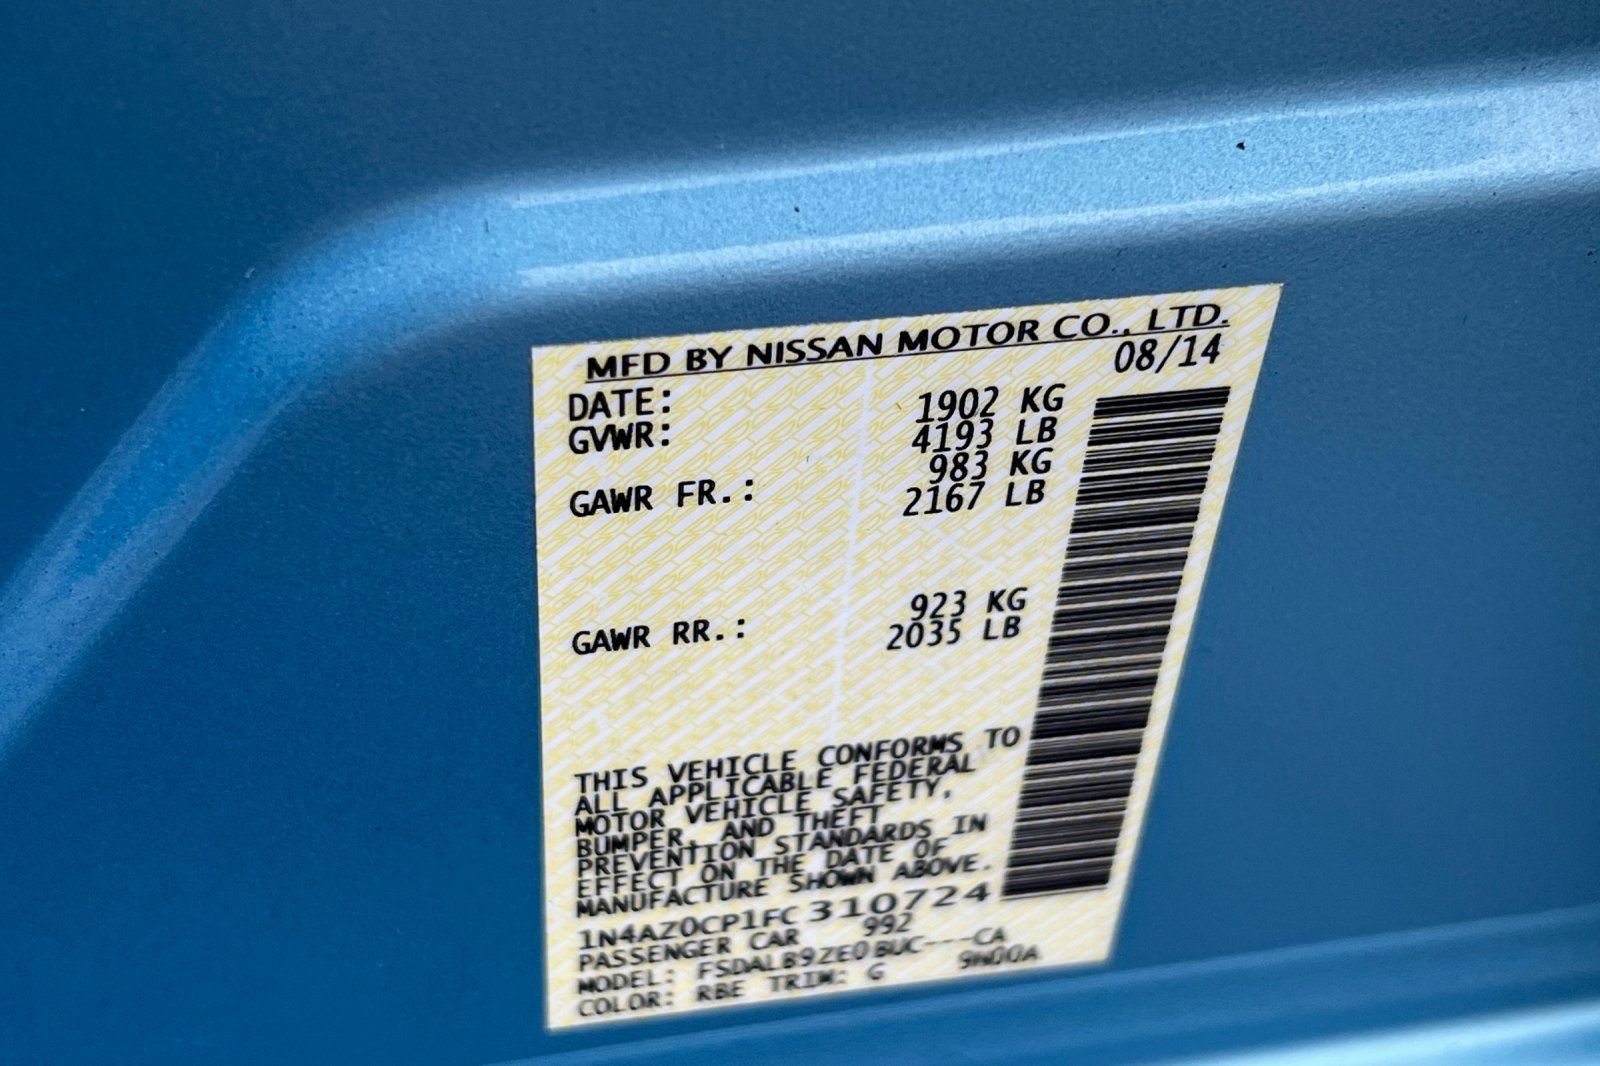 MFD BY NISSAN MOTOR CO., LTD.
DATE: 08/14
GVWR: 1902 KG
4193 LB
983 KG
GAWR FR.: 2167 LB
923 KG
GAWR RR.: 2035 LB
THIS VEHICLE CONFORMS TO
ALL APPLICABLE FEDERAL
MOTOR VEHICLE SAFETY,
BUMPER, AND THEFT
PREVENTION STANDARDS IN
EFFECT ON THE DATE OF
MANUFACTURE SHOWN ABOVE.
1N4AZ0CP1FC310724
PASSENGER CAR 992
MODEL: FSDALB9ZE0BUC---CA
COLOR: RBE TRIM: G 9W00A